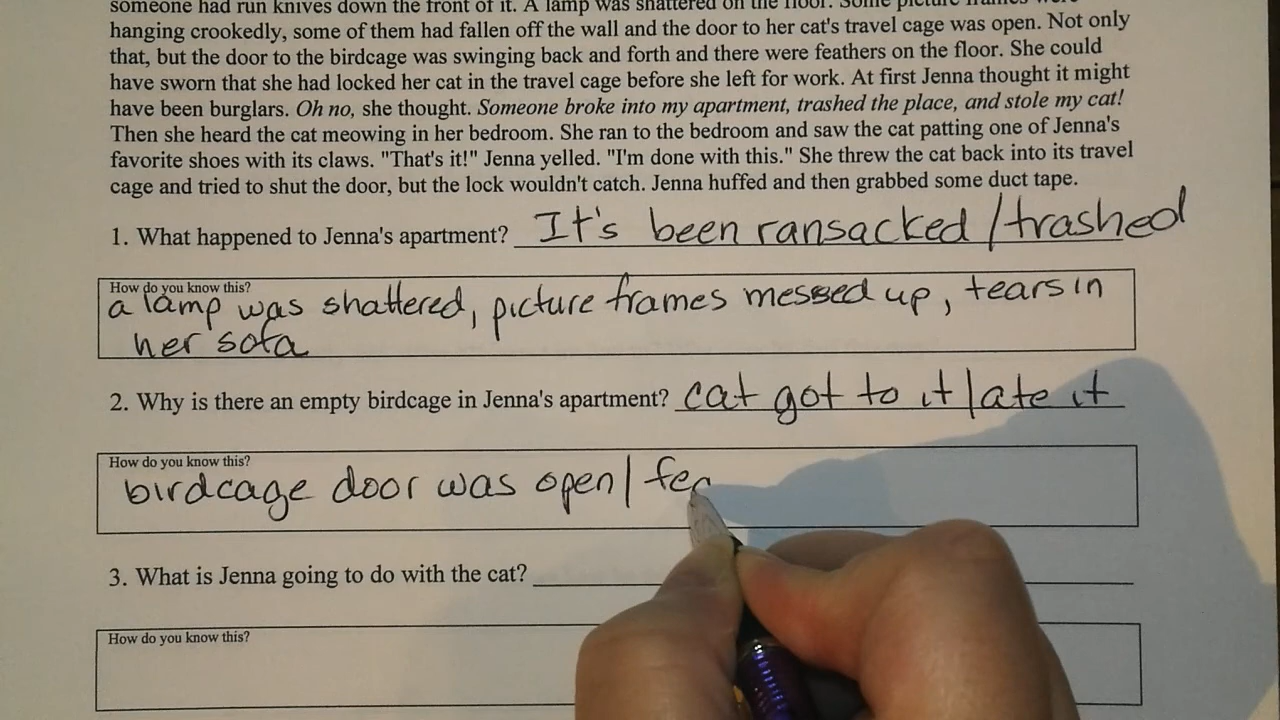 someone had run knives down the front of it. A lamp was shattered on the floor. Some picture frames were
hanging crookedly, some of them had fallen off the wall and the door to her cat's travel cage was open. Not only
that, but the door to the birdcage was swinging back and forth and there were feathers on the floor. She could
have sworn that she had locked her cat in the travel cage before she left for work. At first Jenna thought it might
have been burglars. Oh no, she thought. Someone broke into my apartment, trashed the place, and stole my cat!
Then she heard the cat meowing in her bedroom. She ran to the bedroom and saw the cat patting one of Jenna's
favorite shoes with its claws. "That's it!" Jenna yelled. "I'm done with this." She threw the cat back into its travel
cage and tried to shut the door, but the lock wouldn't catch. Jenna huffed and then grabbed some duct tape.
1. What happened to Jenna's apartment? It's been ransacked / trashed
How do you know this?
a lamp was shattered, picture frames messed up, tears in
her sofa
2. Why is there an empty birdcage in Jenna's apartment? cat got to it / ate it
How do you know this?
birdcage door was open / fea
3. What is Jenna going to do with the cat?
How do you know this?